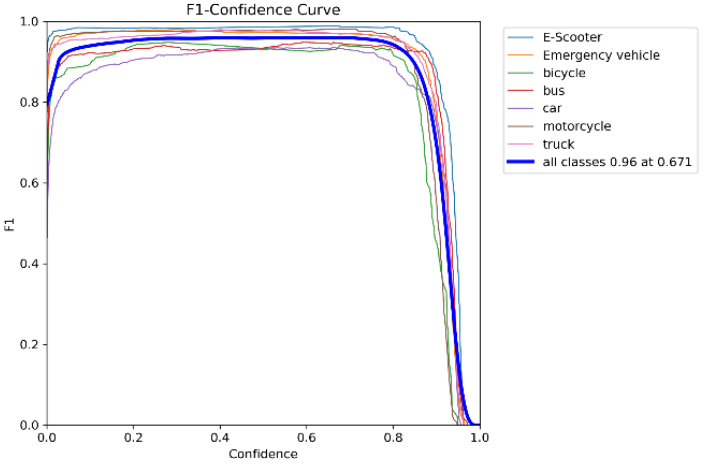 F1-Confidence Curve
1.0
0.8
0.6
0.4
0.2
0.0
F1
0.0 0.2 0.4 0.6 0.8 1.0
Confidence
E-Scooter
Emergency vehicle
bicycle
bus
car
motorcycle
truck
all classes 0.96 at 0.671